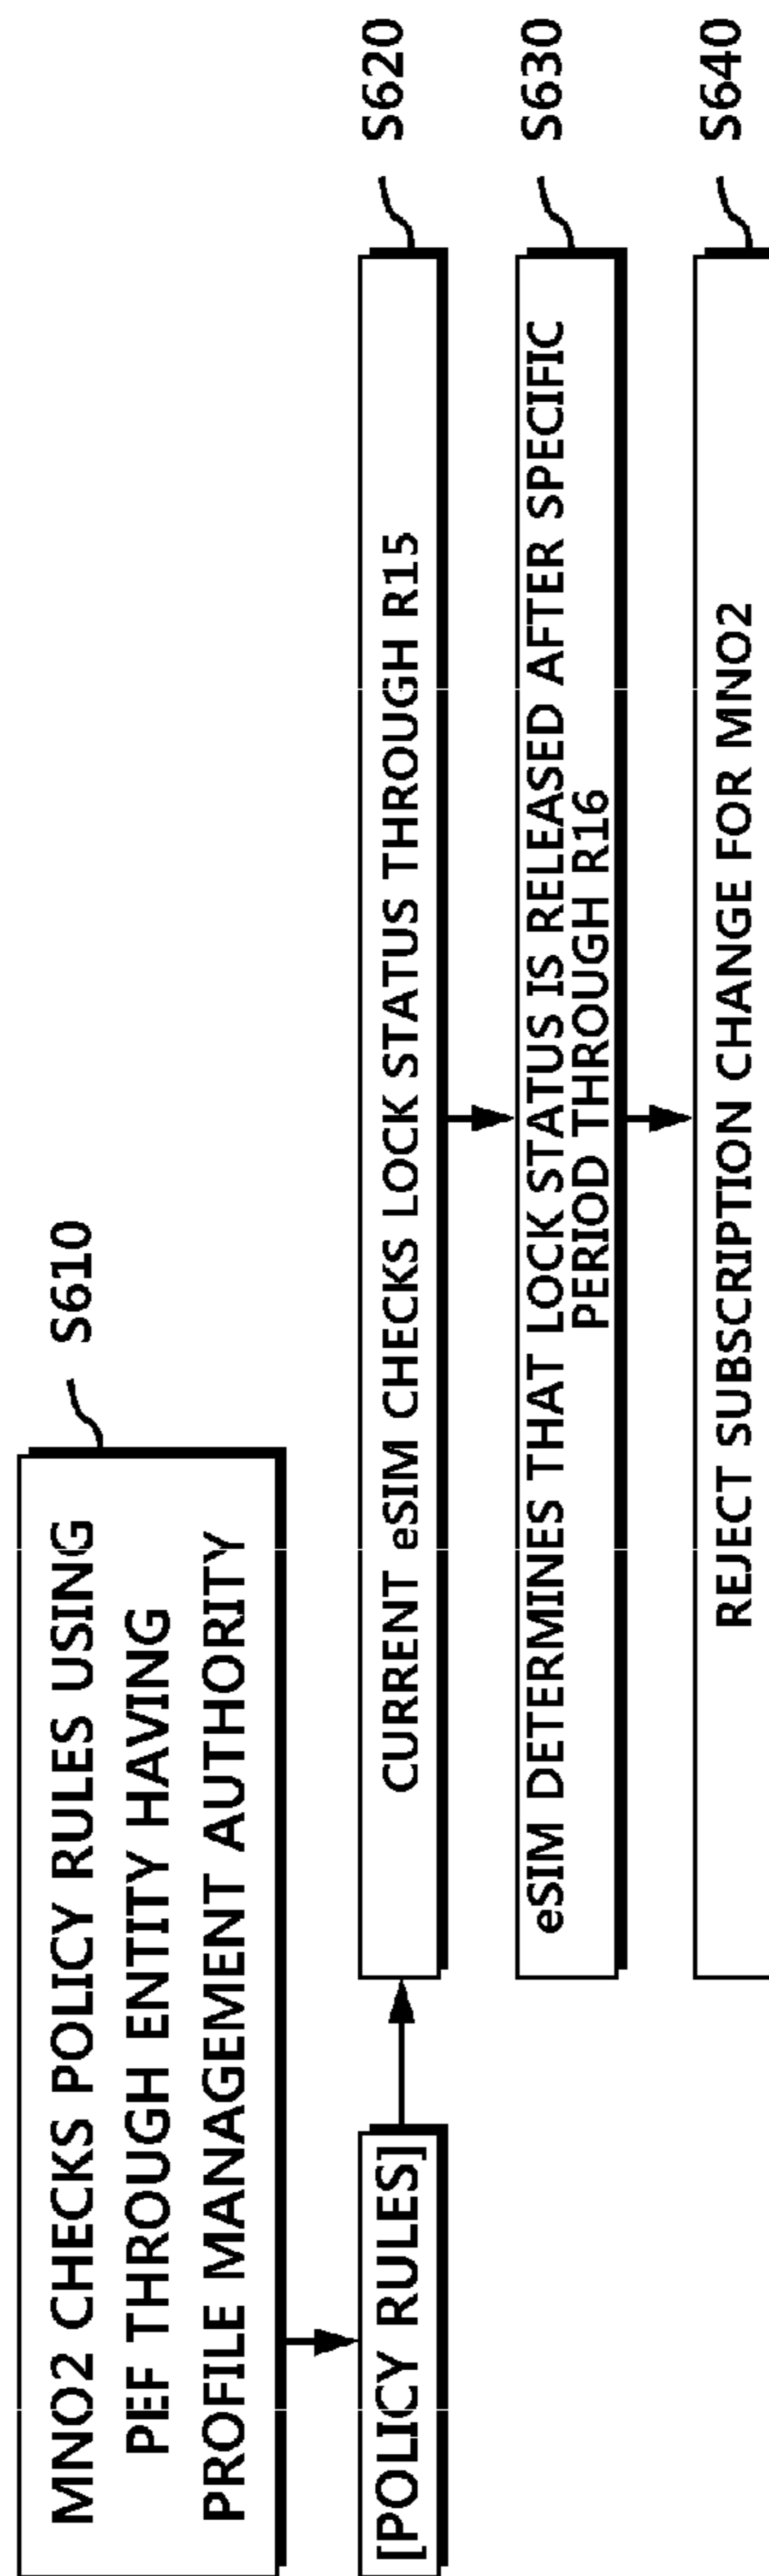 MNO2 CHECKS POLICY RULES USING
PEF THROUGH ENTITY HAVING
PROFILE MANAGEMENT AUTHORITY
S610
[POLICY RULES]
CURRENT eSIM CHECKS LOCK STATUS THROUGH R15
S620
eSIM DETERMINES THAT LOCK STATUS IS RELEASED AFTER SPECIFIC
PERIOD THROUGH R16
S630
REJECT SUBSCRIPTION CHANGE FOR MNO2
S640